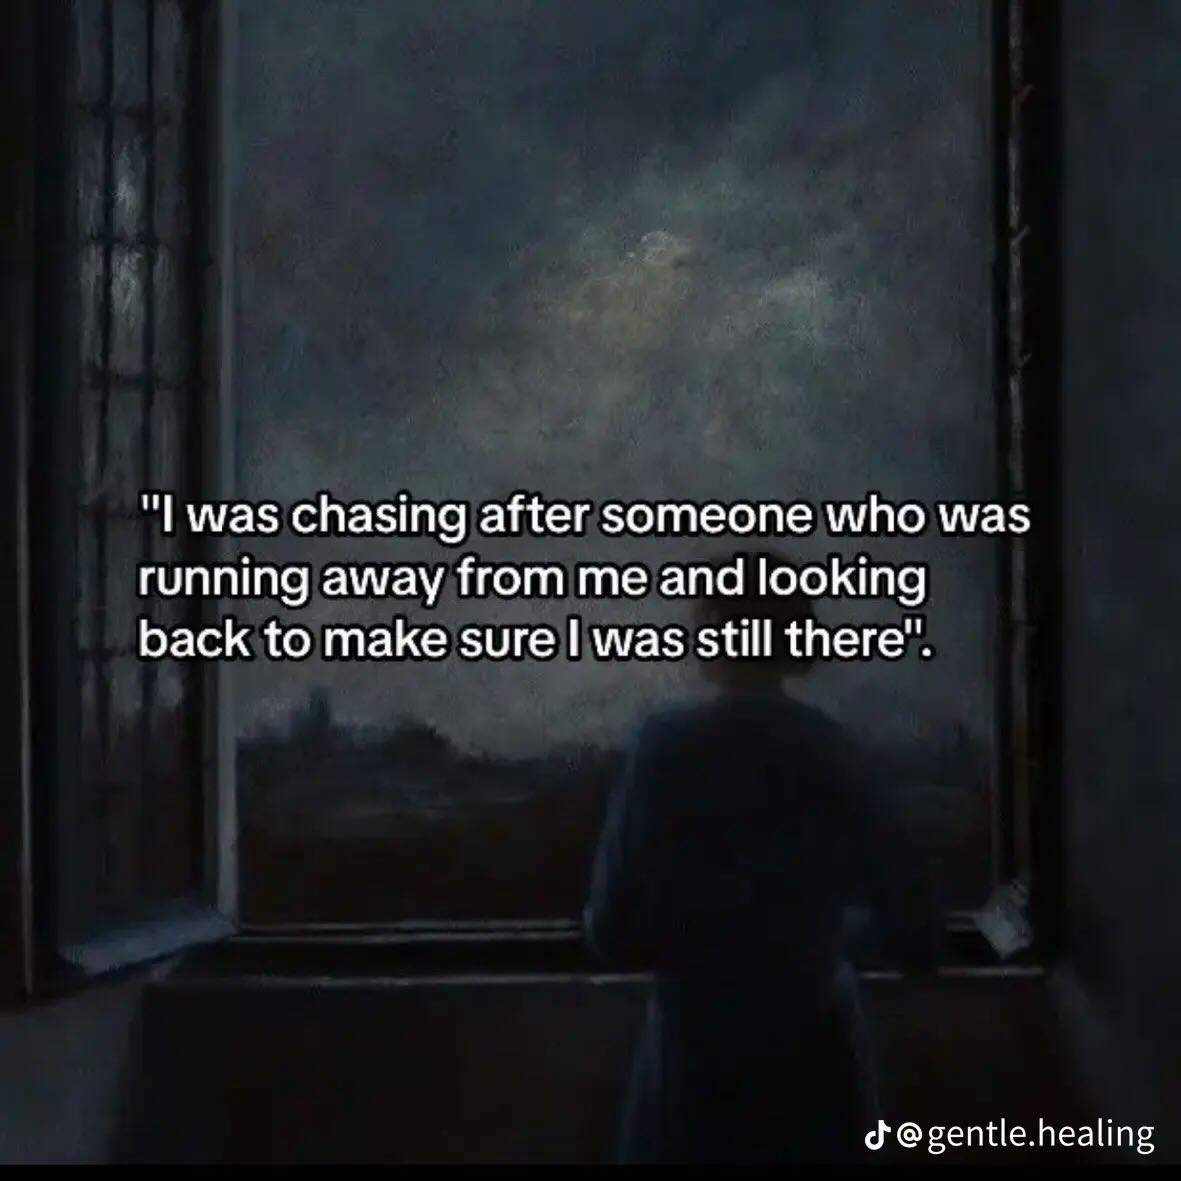 "I was chasing after someone who was
running away from me and looking
back to make sure I was still there".
@gentle.healing